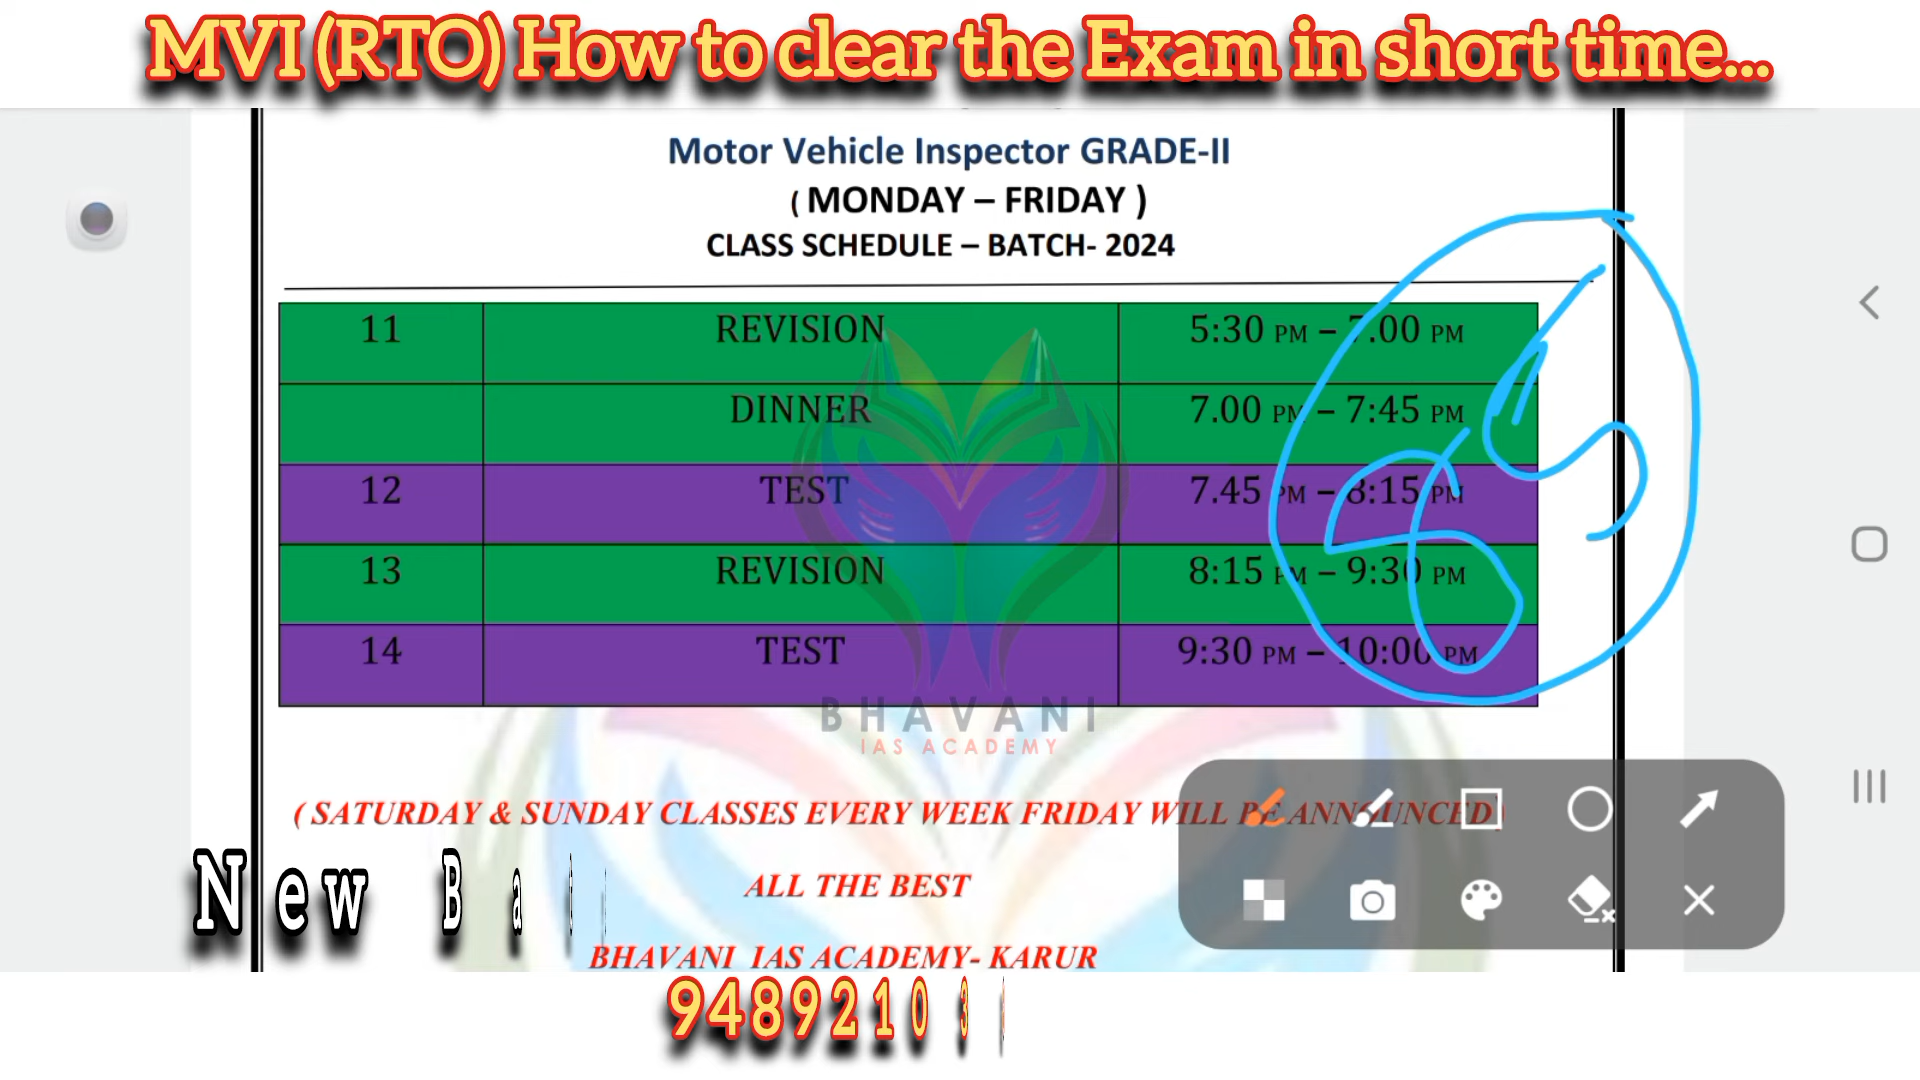 MVI (RTO) How to clear the Exam in short time...
Motor Vehicle Inspector GRADE-II
( MONDAY – FRIDAY )
CLASS SCHEDULE – BATCH- 2024
11 REVISION 5:30 PM – 7.00 PM
DINNER 7.00 PM – 7:45 PM
12 TEST 7.45 PM – 8:15 PM
13 REVISION 8:15 PM – 9:30 PM
14 TEST 9:30 PM – 10:00 PM
BHAVANI
IAS ACADEMY
( SATURDAY & SUNDAY CLASSES EVERY WEEK FRIDAY WILL BE ANNOUNCED)
ALL THE BEST
New Ba
BHAVANI IAS ACADEMY- KARUR
94892103